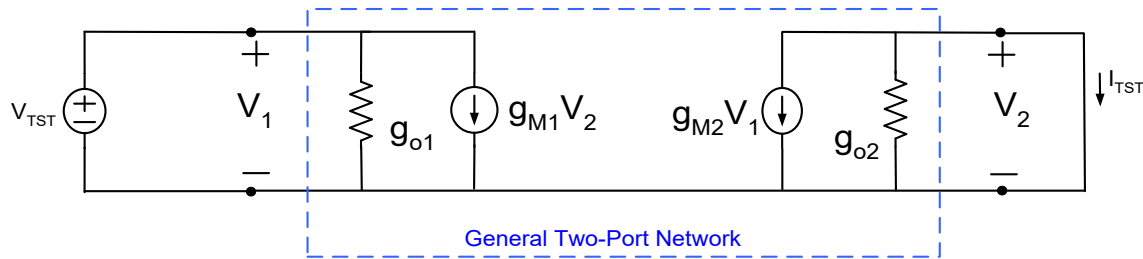 V_TST
+
−
+
V_1
−
g_o1
g_M1V_2
g_M2V_1
g_o2
+
V_2
−
I_TST
General Two-Port Network